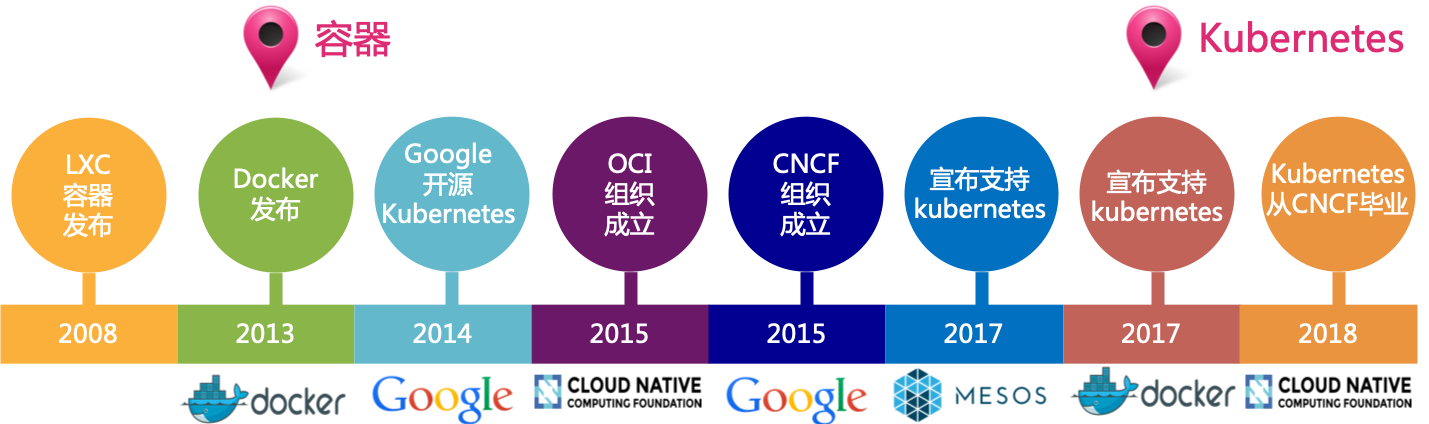 容器
Kubernetes
LXC
容器
发布
Docker
发布
Google
开源
Kubernetes
OCI
组织
成立
CNCF
组织
成立
宣布支持
kubernetes
宣布支持
kubernetes
Kubernetes
从CNCF毕业
2008
2013
2014
2015
2015
2017
2017
2018
docker
Google
CLOUD NATIVE
COMPUTING FOUNDATION
Google
MESOS
docker
CLOUD NATIVE
COMPUTING FOUNDATION